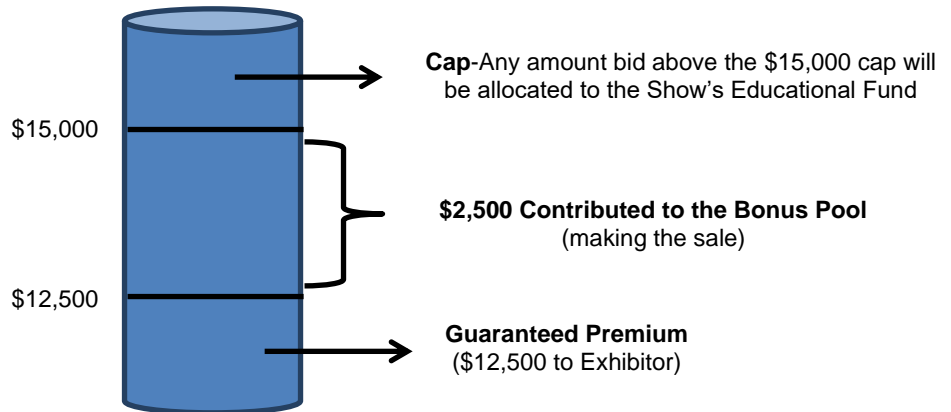 Cap-Any amount bid above the $15,000 cap will
be allocated to the Show's Educational Fund
$15,000
$2,500 Contributed to the Bonus Pool
(making the sale)
$12,500
Guaranteed Premium
($12,500 to Exhibitor)